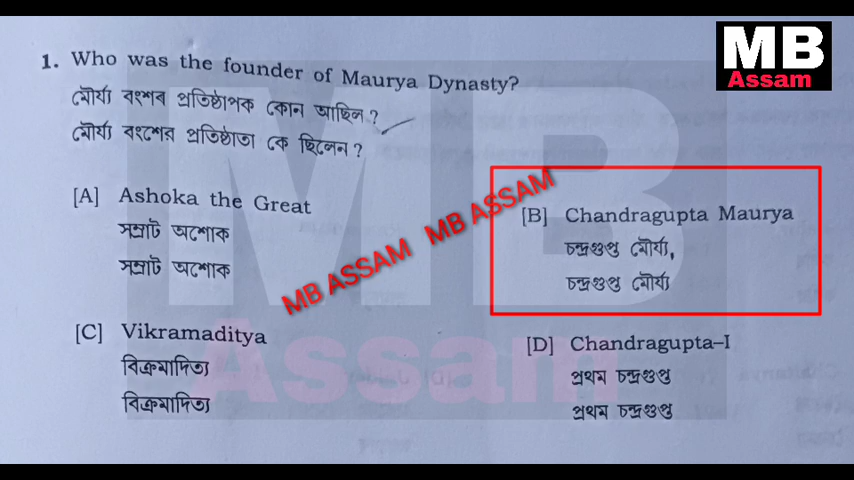 MB
Assam
1. Who was the founder of Maurya Dynasty?
মৌৰ্য্য বংশৰ প্ৰতিষ্ঠাপক কোন আছিল ?
মৌর্য্য বংশের প্রতিষ্ঠাতা কে ছিলেন ?
[A] Ashoka the Great
সম্ৰাট অশোক
সম্রাট অশোক
[B] Chandragupta Maurya
চন্দ্ৰগুপ্ত মৌৰ্য্য,
চন্দ্রগুপ্ত মৌর্য্য
MB ASSAM MB ASSAM
[C] Vikramaditya
বিক্ৰমাদিত্য
বিক্রমাদিত্য
[D] Chandragupta–I
প্ৰথম চন্দ্ৰগুপ্ত
প্রথম চন্দ্রগুপ্ত
MB
Assam